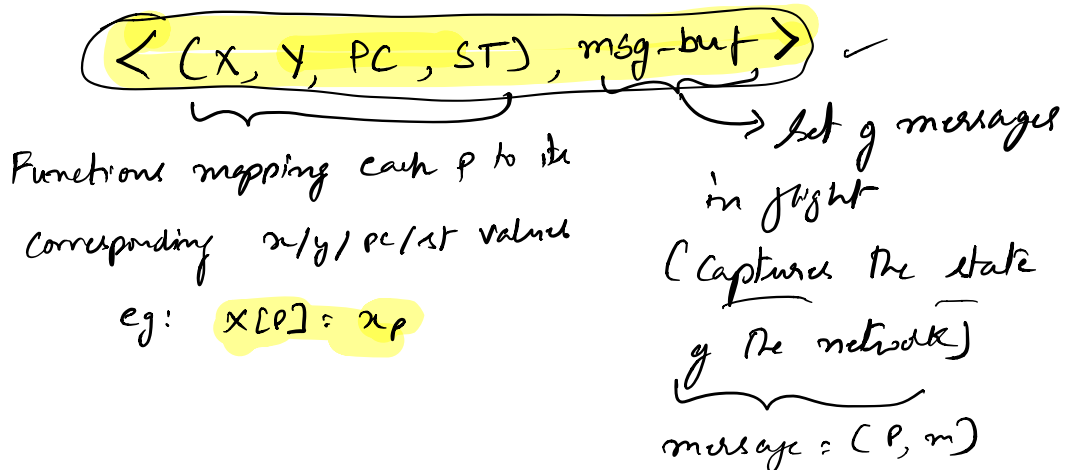 < (X, Y, PC, ST), msg-buf >
Functions mapping each p to its
corresponding x/y/pc/st values
eg: X[P] = xp
set of messages
in flight
(captures the state
of the network)
message = (P, m)